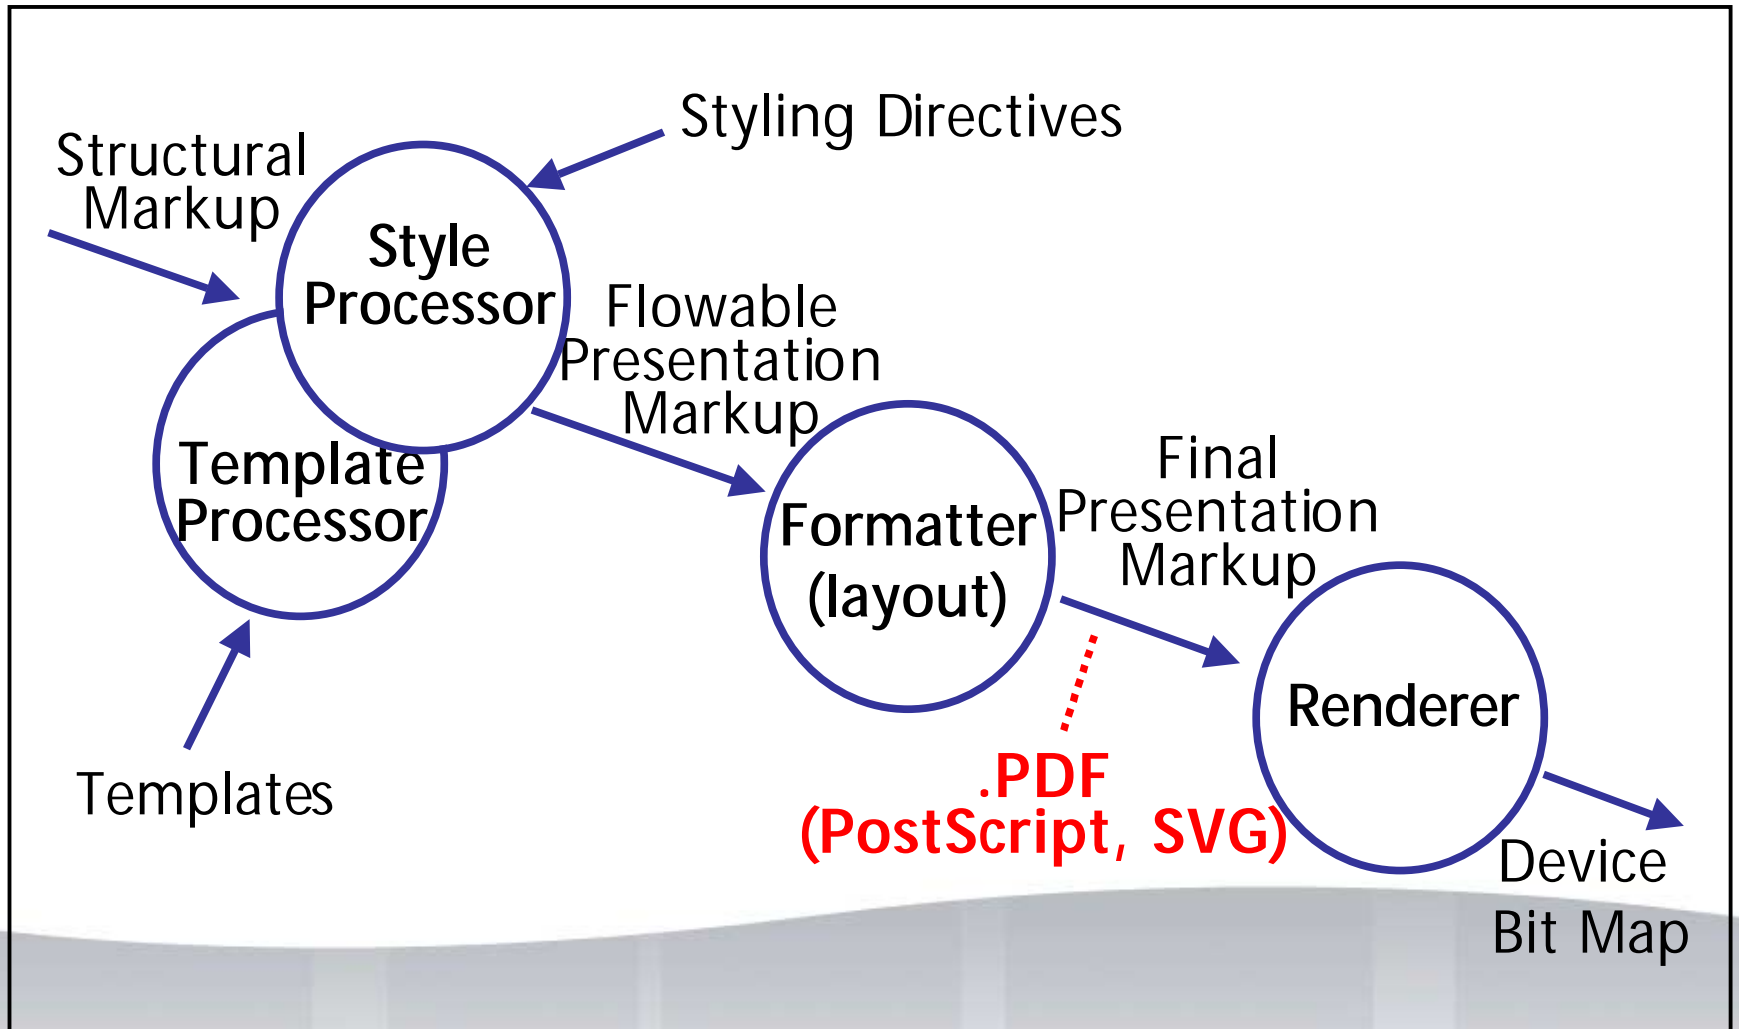 Styling Directives
Structural
Markup
Style
Processor
Flowable
Presentation
Markup
Template
Processor
Templates
Formatter
(layout)
Final
Presentation
Markup
.PDF
(PostScript, SVG)
Renderer
Device
Bit Map